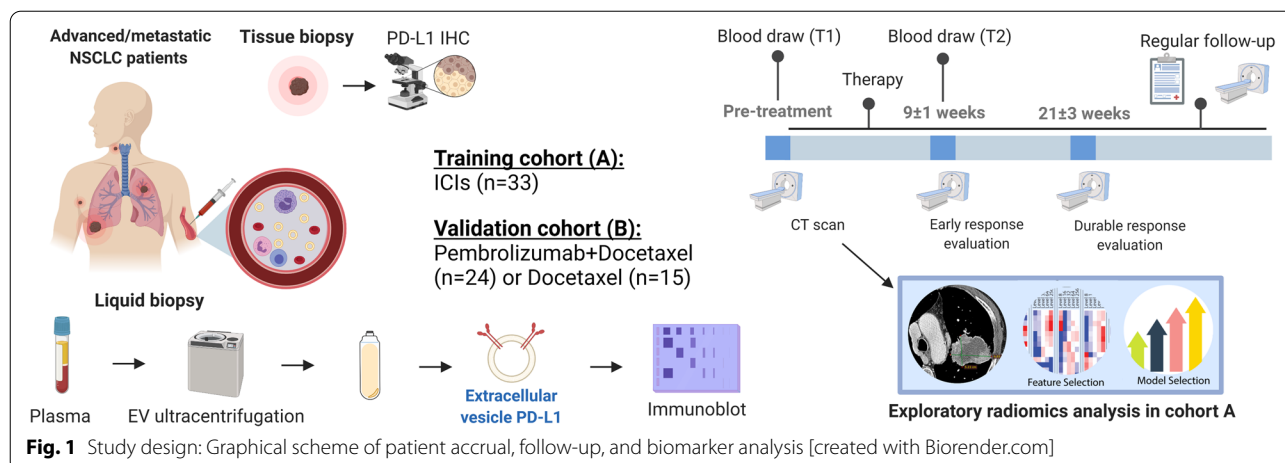 Advanced/metastatic
NSCLC patients
Tissue biopsy
PD-L1 IHC
Training cohort (A):
ICIs (n=33)
Validation cohort (B):
Pembrolizumab+Docetaxel
(n=24) or Docetaxel (n=15)
Liquid biopsy
Plasma
EV ultracentrifugation
Extracellular
vesicle PD-L1
Immunoblot
Blood draw (T1)
Blood draw (T2)
Regular follow-up
Therapy
Pre-treatment
9±1 weeks
21±3 weeks
CT scan
Early response
evaluation
Durable response
evaluation
Feature Selection
Model Selection
Exploratory radiomics analysis in cohort A
Fig. 1 Study design: Graphical scheme of patient accrual, follow-up, and biomarker analysis [created with Biorender.com]